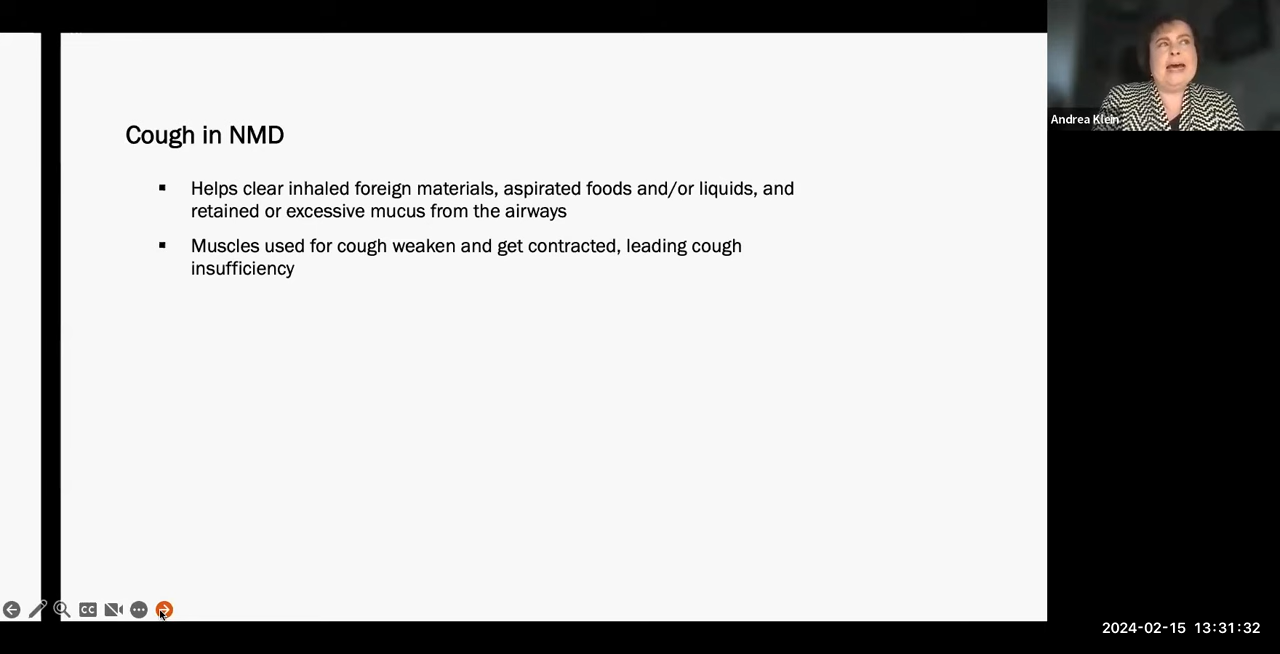 Cough in NMD
▪ Helps clear inhaled foreign materials, aspirated foods and/or liquids, and
retained or excessive mucus from the airways
▪ Muscles used for cough weaken and get contracted, leading cough
insufficiency
Andrea Klein
CC
2024-02-15 13:31:32